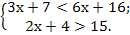 3x + 7 < 6x + 16;
2x + 4 > 15.